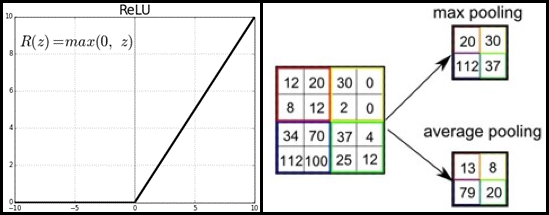 ReLU
R(z) =max(0, z)
10
8
6
4
2
0
−10 −5 0 5 10
max pooling
20 30
112 37
12 20 30 0
8 12 2 0
34 70 37 4
112 100 25 12
average pooling
13 8
79 20